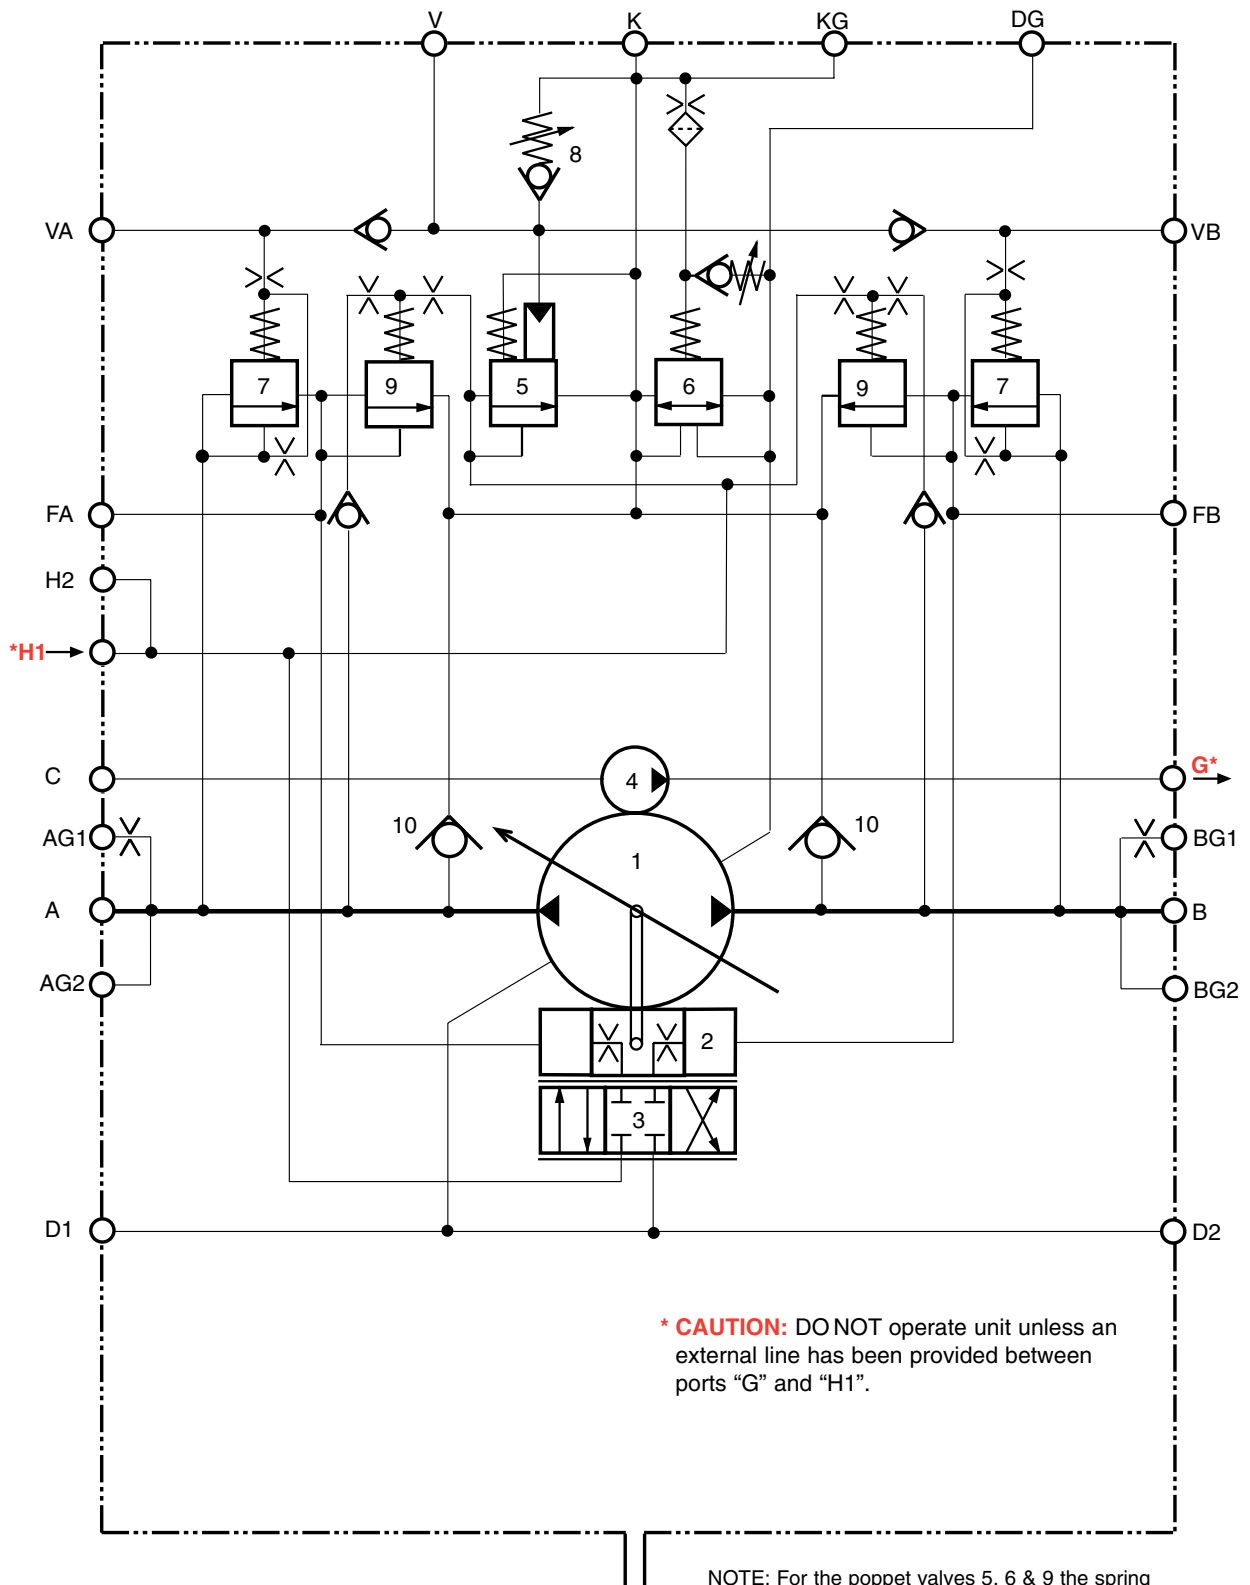 V K KG DG
8
VA VB
7 9 5 6 9 7
FA FB
H2
*H1
C 4 G*
AG1 10 1 10 BG1
A B
AG2 BG2
2
3
D1 D2
* CAUTION: DO NOT operate unit unless an
external line has been provided between
ports “G” and “H1”.
NOTE: For the poppet valves 5, 6 & 9 the spring